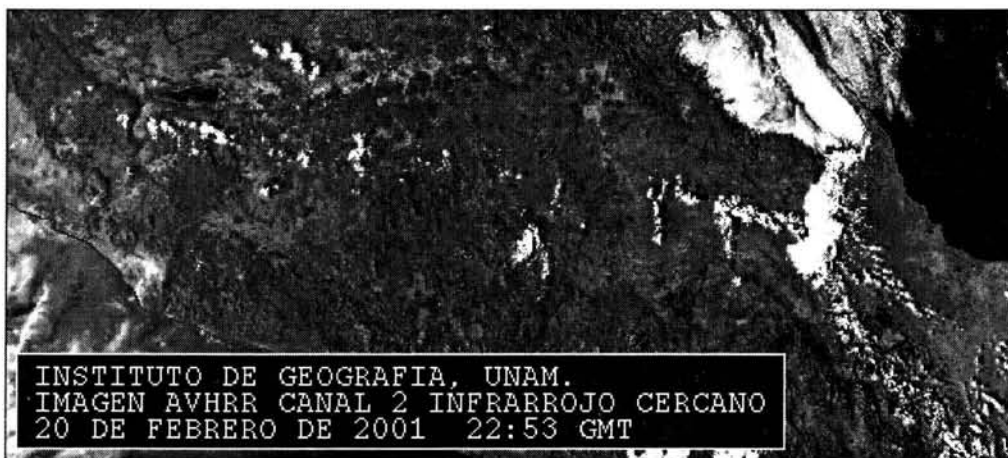 INSTITUTO DE GEOGRAFIA, UNAM.
IMAGEN AVHRR CANAL 2 INFRARROJO CERCANO
20 DE FEBRERO DE 2001 22:53 GMT